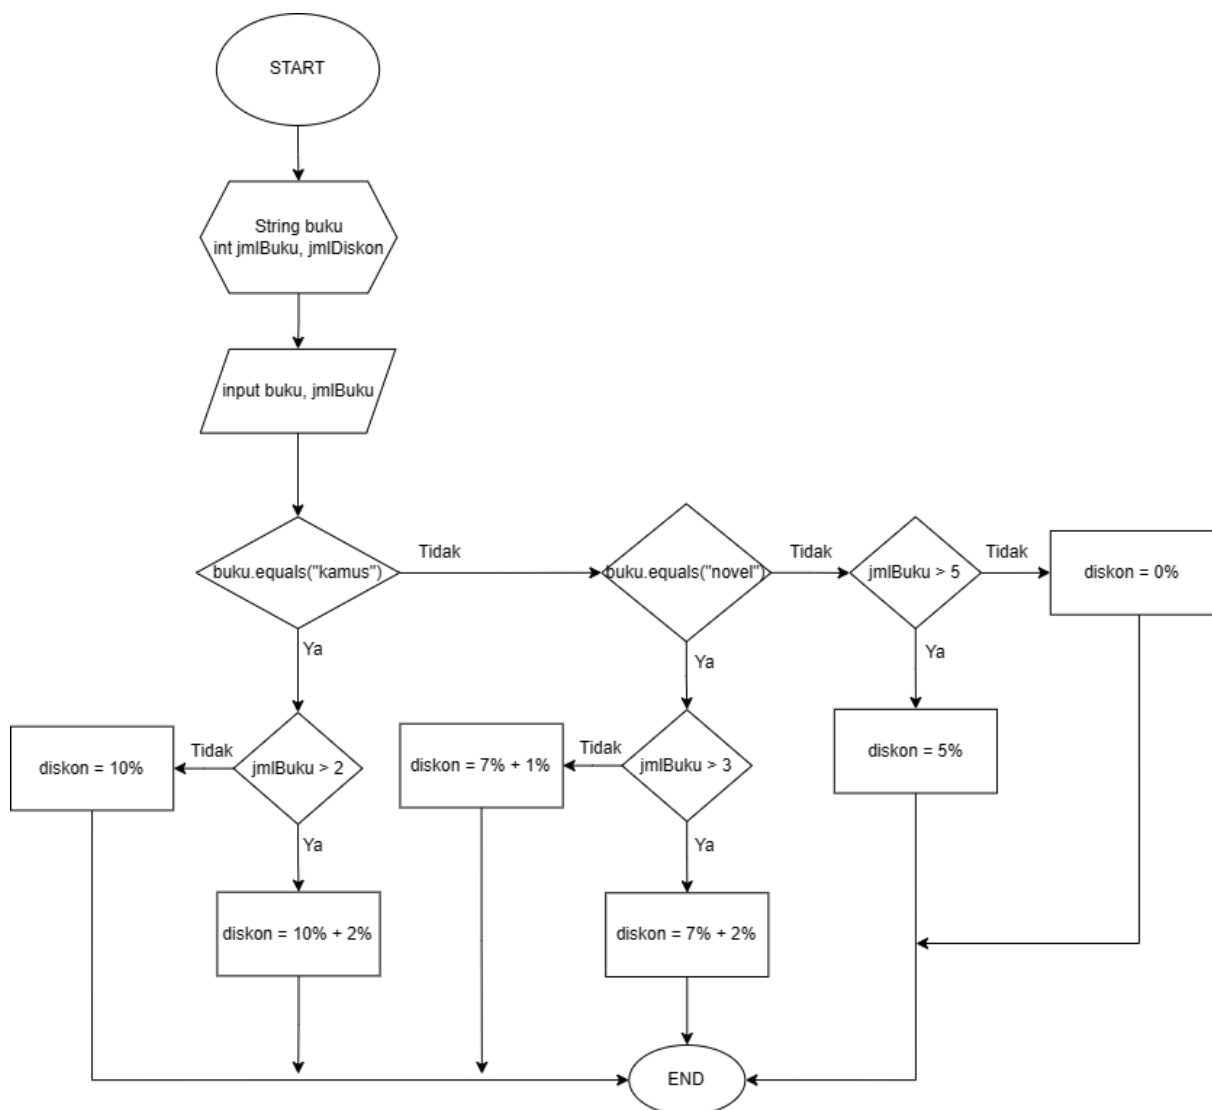 START
String buku
int jmlBuku, jmlDiskon
input buku, jmlBuku
buku.equals("kamus")
Tidak
buku.equals("novel")
Tidak
jmlBuku > 5
Tidak
diskon = 0%
Ya
Ya
Ya
diskon = 10%
Tidak
jmlBuku > 2
diskon = 7% + 1%
Tidak
jmlBuku > 3
diskon = 5%
Ya
Ya
diskon = 10% + 2%
diskon = 7% + 2%
END